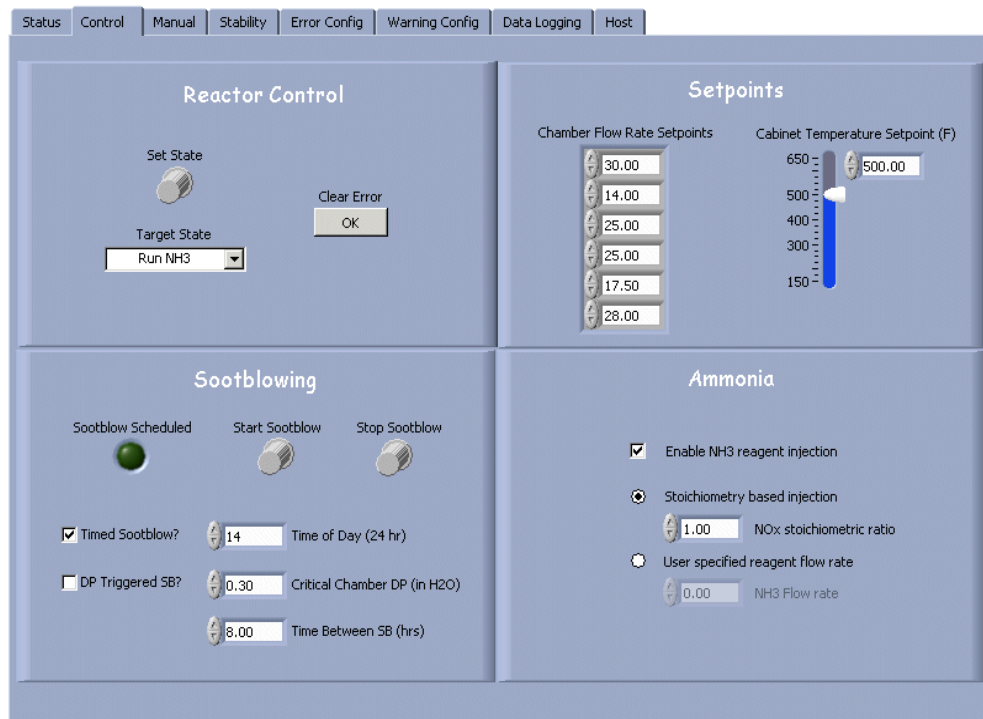 Status Control Manual Stability Error Config Warning Config Data Logging Host
Reactor Control
Set State
Clear Error
OK
Target State
Run NH3
Setpoints
Chamber Flow Rate Setpoints
30.00
14.00
25.00
25.00
17.50
28.00
Cabinet Temperature Setpoint (F)
650
500.00
500
400
300
150
Sootblowing
Sootblow Scheduled Start Sootblow Stop Sootblow
Timed Sootblow? 14 Time of Day (24 hr)
DP Triggered SB? 0.30 Critical Chamber DP (in H2O)
8.00 Time Between SB (hrs)
Ammonia
Enable NH3 reagent injection
Stoichiometry based injection
1.00 NOx stoichiometric ratio
User specified reagent flow rate
0.00 NH3 Flow rate